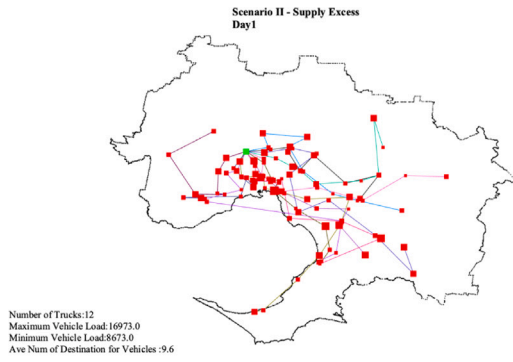 Scenario II - Supply Excess
Day1
Number of Trucks:12
Maximum Vehicle Load:16973.0
Minimum Vehicle Load:8673.0
Ave Num of Destination for Vehicles :9.6